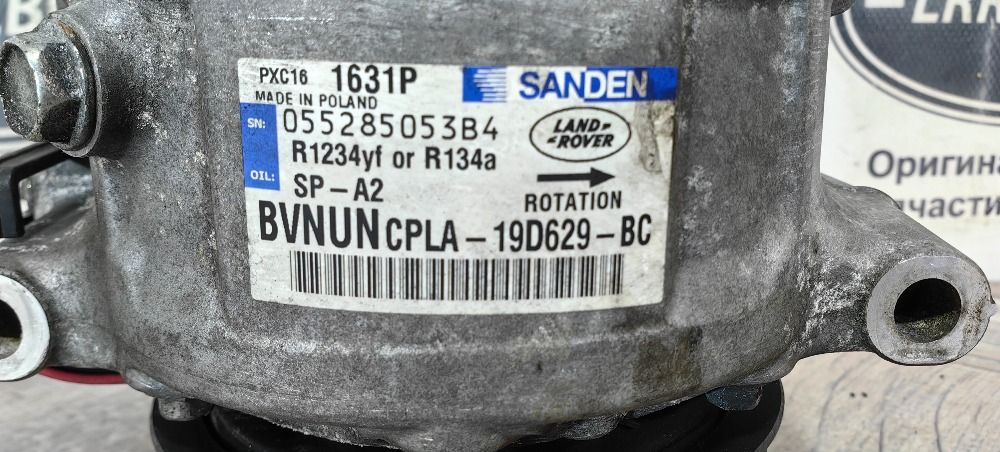 PXC16 1631P SANDEN
MADE IN POLAND
SN: 055285053B4
LAND-
-ROVER
R1234yf or R134a
OIL: SP-A2
ROTATION
BVNUN CPLA-19D629-BC
Оригина
пчасти